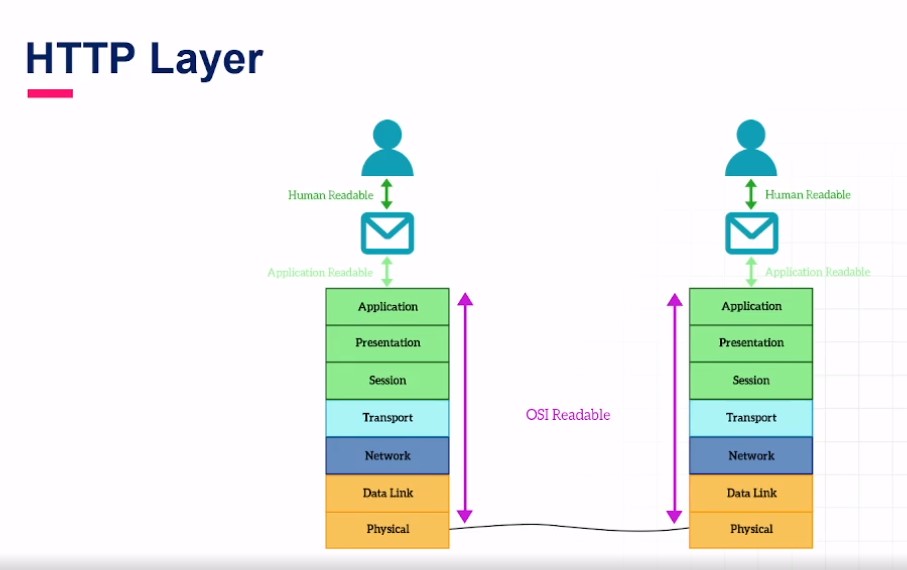 HTTP Layer
Human Readable
Human Readable
Application Readable
Application Readable
Application
Presentation
Session
Transport
Network
Data Link
Physical
OSI Readable
Application
Presentation
Session
Transport
Network
Data Link
Physical